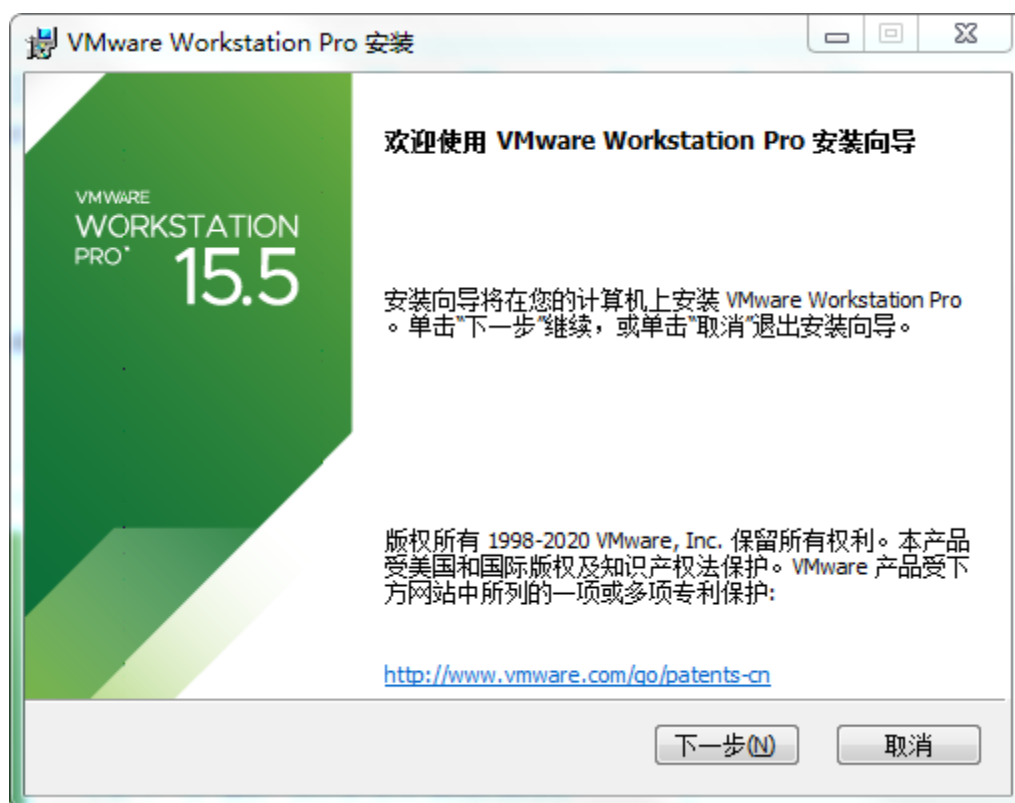 VMware Workstation Pro 安装
VMWARE
WORKSTATION
PRO™ 15.5
欢迎使用 VMware Workstation Pro 安装向导
安装向导将在您的计算机上安装 VMware Workstation Pro
。单击"下一步"继续，或单击"取消"退出安装向导。
版权所有 1998-2020 VMware, Inc. 保留所有权利。本产品
受美国和国际版权及知识产权法保护。VMware 产品受下
方网站中所列的一项或多项专利保护:
http://www.vmware.com/go/patents-cn
下一步(N)
取消